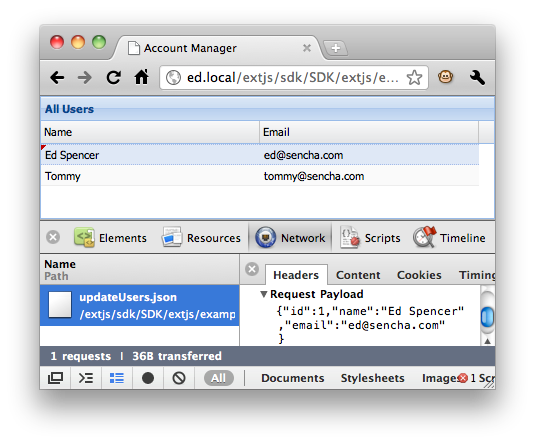 Account Manager
ed.local/extjs/sdk/SDK/extjs/e...
All Users
Name Email
Ed Spencer ed@sencha.com
Tommy tommy@sencha.com
Elements Resources Network Scripts Timeline
Name
Path
Headers Content Cookies Timing
updateUsers.json
/extjs/sdk/SDK/extjs/examp
Request Payload
{"id":1,"name":"Ed Spencer"
,"email":"ed@sencha.com"
}
1 requests | 36B transferred
All Documents Stylesheets Images 1 Scr